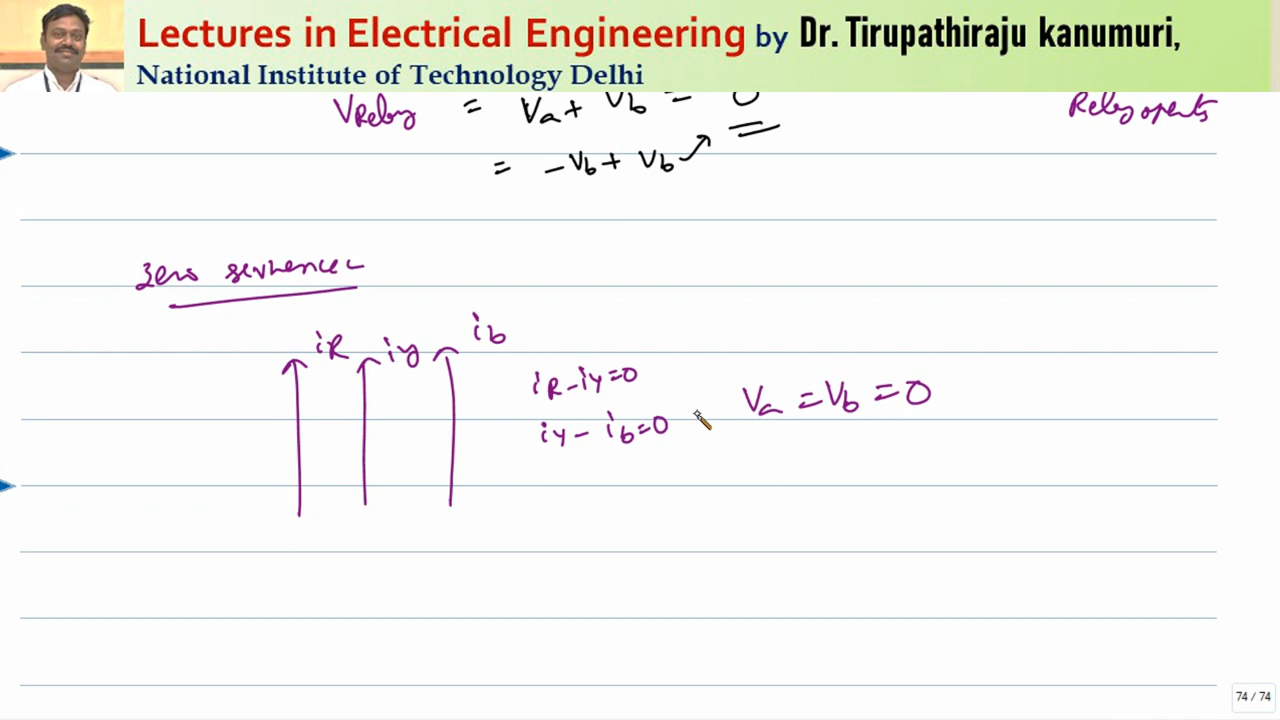 Lectures in Electrical Engineering by Dr. Tirupathiraju kanumuri,
National Institute of Technology Delhi
VRelay = Va + Vb = 0
Relay operats
= -Vb + Vb
Zero sequence
iR iy ib
iR - iy = 0
iy - ib = 0
Va = Vb = 0
74 / 74